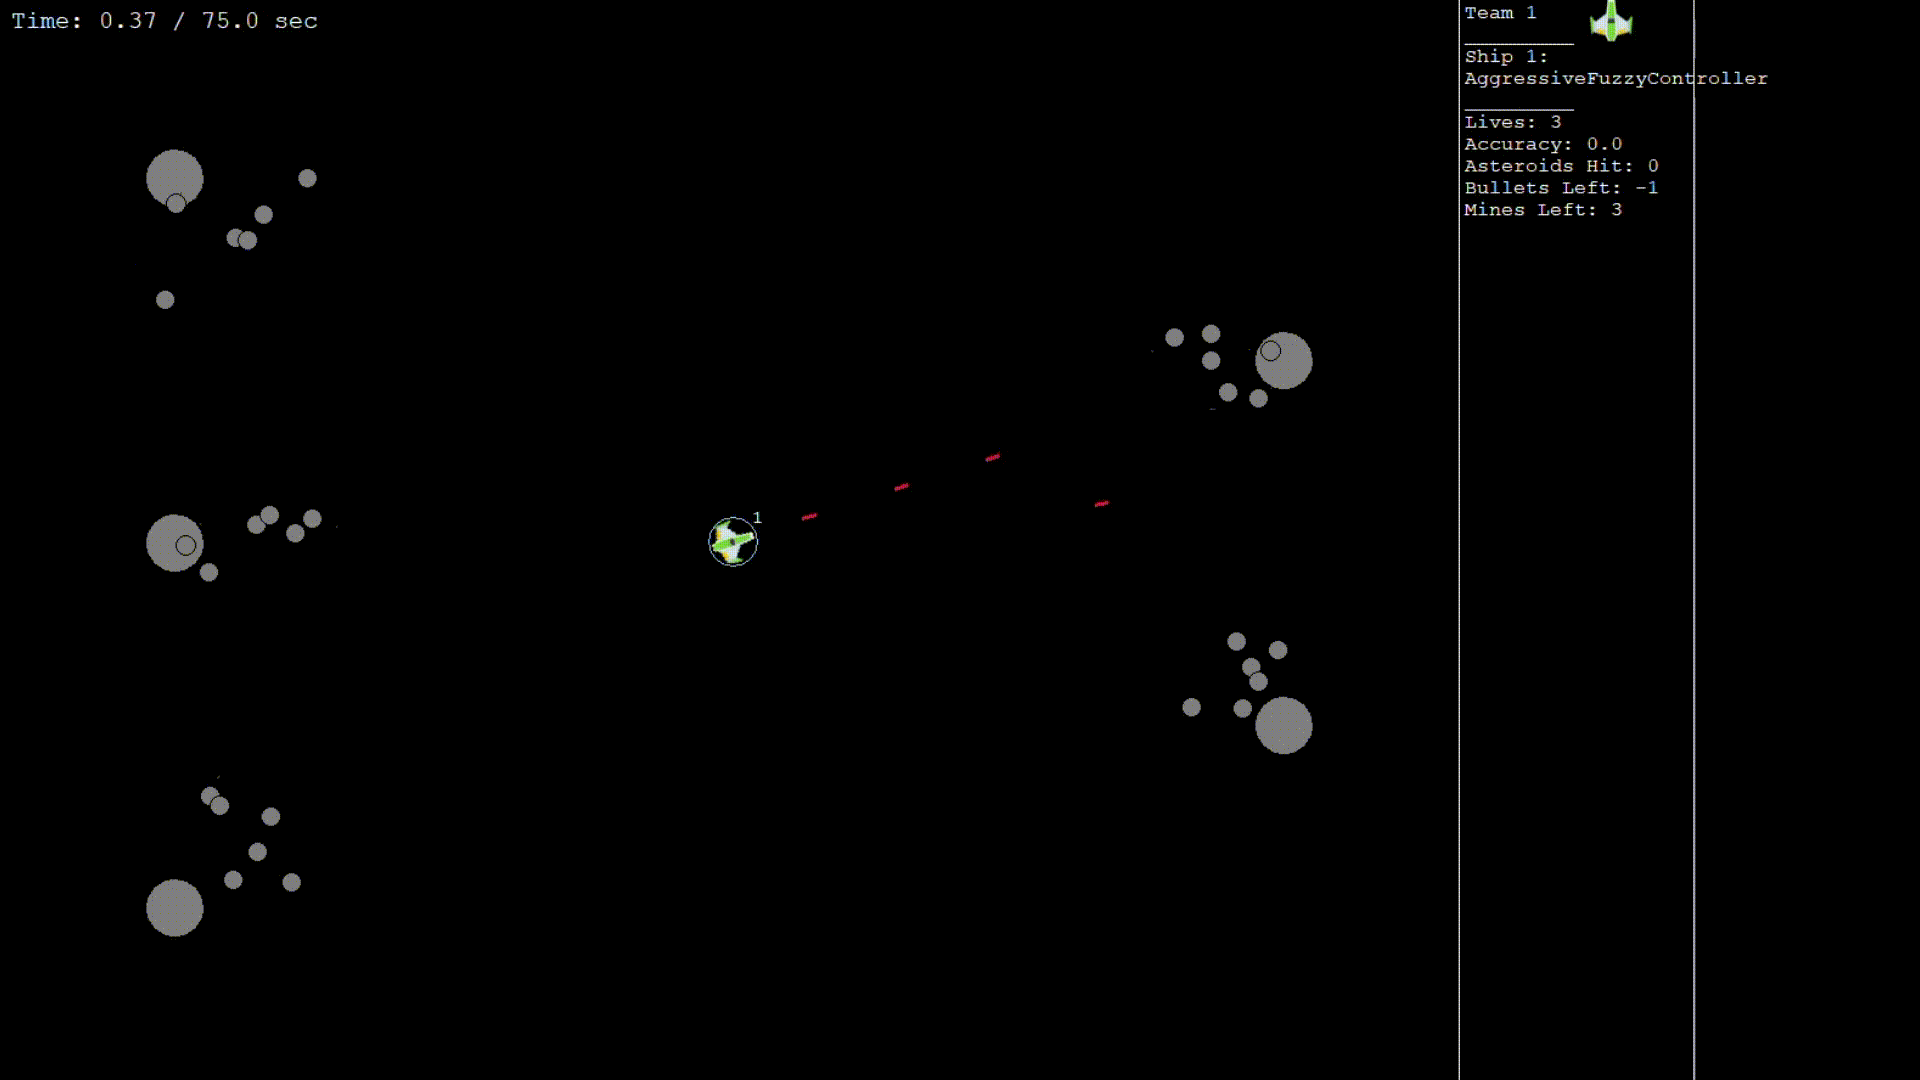 Time: 0.37 / 75.0 sec
1
Team 1
Ship 1:
AggressiveFuzzyController
Lives: 3
Accuracy: 0.0
Asteroids Hit: 0
Bullets Left: -1
Mines Left: 3